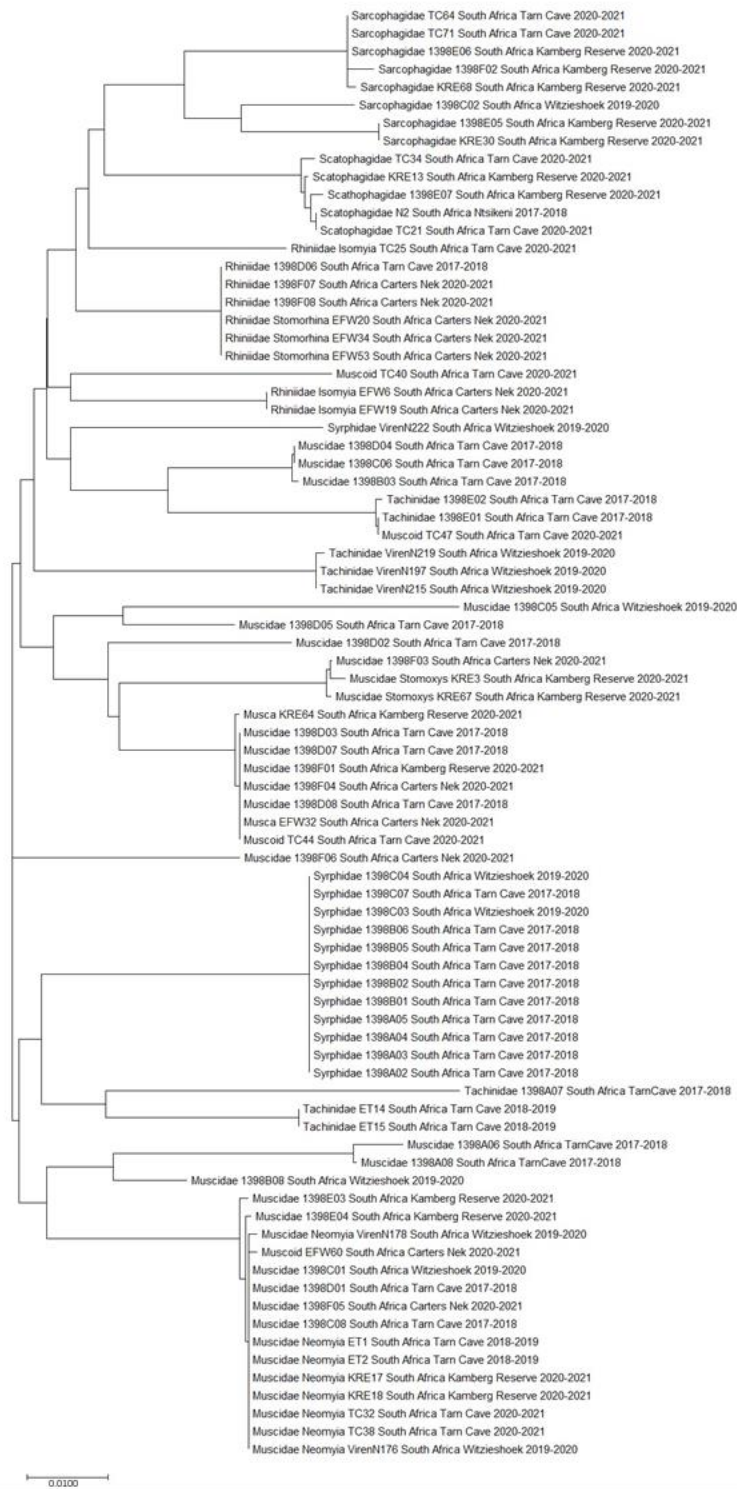 Sarcophagidae TC64 South Africa Tarn Cave 2020-2021
Sarcophagidae TC71 South Africa Tarn Cave 2020-2021
Sarcophagidae 1398E06 South Africa Kamberg Reserve 2020-2021
Sarcophagidae 1398F02 South Africa Kamberg Reserve 2020-2021
Sarcophagidae KRE68 South Africa Kamberg Reserve 2020-2021
Sarcophagidae 1398C02 South Africa Witzieshoek 2019-2020
Sarcophagidae 1398E05 South Africa Kamberg Reserve 2020-2021
Sarcophagidae KRE30 South Africa Kamberg Reserve 2020-2021
Scatophagidae TC34 South Africa Tarn Cave 2020-2021
Scatophagidae KRE13 South Africa Kamberg Reserve 2020-2021
Scathophagidae 1398E07 South Africa Kamberg Reserve 2020-2021
Scatophagidae N2 South Africa Ntsikeni 2017-2018
Scatophagidae TC21 South Africa Tarn Cave 2020-2021
Rhiniidae Isomyia TC25 South Africa Tarn Cave 2020-2021
Rhiniidae 1398D06 South Africa Tarn Cave 2017-2018
Rhiniidae 1398F07 South Africa Carters Nek 2020-2021
Rhiniidae 1398F08 South Africa Carters Nek 2020-2021
Rhiniidae Stomorhina EFW20 South Africa Carters Nek 2020-2021
Rhiniidae Stomorhina EFW34 South Africa Carters Nek 2020-2021
Rhiniidae Stomorhina EFW53 South Africa Carters Nek 2020-2021
Muscoid TC40 South Africa Tarn Cave 2020-2021
Rhiniidae Isomyia EFW6 South Africa Carters Nek 2020-2021
Rhiniidae Isomyia EFW19 South Africa Carters Nek 2020-2021
Syrphidae VirenN222 South Africa Witzieshoek 2019-2020
Muscidae 1398D04 South Africa Tarn Cave 2017-2018
Muscidae 1398C06 South Africa Tarn Cave 2017-2018
Muscidae 1398B03 South Africa Tarn Cave 2017-2018
Tachinidae 1398E02 South Africa Tarn Cave 2017-2018
Tachinidae 1398E01 South Africa Tarn Cave 2017-2018
Muscoid TC47 South Africa Tarn Cave 2020-2021
Tachinidae VirenN219 South Africa Witzieshoek 2019-2020
Tachinidae VirenN197 South Africa Witzieshoek 2019-2020
Tachinidae VirenN215 South Africa Witzieshoek 2019-2020
Muscidae 1398C05 South Africa Witzieshoek 2019-2020
Muscidae 1398D05 South Africa Tarn Cave 2017-2018
Muscidae 1398D02 South Africa Tarn Cave 2017-2018
Muscidae 1398F03 South Africa Carters Nek 2020-2021
Muscidae Stomoxys KRE3 South Africa Kamberg Reserve 2020-2021
Muscidae Stomoxys KRE67 South Africa Kamberg Reserve 2020-2021
Musca KRE64 South Africa Kamberg Reserve 2020-2021
Muscidae 1398D03 South Africa Tarn Cave 2017-2018
Muscidae 1398D07 South Africa Tarn Cave 2017-2018
Muscidae 1398F01 South Africa Kamberg Reserve 2020-2021
Muscidae 1398F04 South Africa Carters Nek 2020-2021
Muscidae 1398D08 South Africa Tarn Cave 2017-2018
Musca EFW32 South Africa Carters Nek 2020-2021
Muscoid TC44 South Africa Tarn Cave 2020-2021
Muscidae 1398F06 South Africa Carters Nek 2020-2021
Syrphidae 1398C04 South Africa Witzieshoek 2019-2020
Syrphidae 1398C07 South Africa Tarn Cave 2017-2018
Syrphidae 1398C03 South Africa Witzieshoek 2019-2020
Syrphidae 1398B06 South Africa Tarn Cave 2017-2018
Syrphidae 1398B05 South Africa Tarn Cave 2017-2018
Syrphidae 1398B04 South Africa Tarn Cave 2017-2018
Syrphidae 1398B02 South Africa Tarn Cave 2017-2018
Syrphidae 1398B01 South Africa Tarn Cave 2017-2018
Syrphidae 1398A05 South Africa Tarn Cave 2017-2018
Syrphidae 1398A04 South Africa Tarn Cave 2017-2018
Syrphidae 1398A03 South Africa Tarn Cave 2017-2018
Syrphidae 1398A02 South Africa Tarn Cave 2017-2018
Tachinidae 1398A07 South Africa TarnCave 2017-2018
Tachinidae ET14 South Africa Tarn Cave 2018-2019
Tachinidae ET15 South Africa Tarn Cave 2018-2019
Muscidae 1398A06 South Africa TarnCave 2017-2018
Muscidae 1398A08 South Africa TarnCave 2017-2018
Muscidae 1398B08 South Africa Witzieshoek 2019-2020
Muscidae 1398E03 South Africa Kamberg Reserve 2020-2021
Muscidae 1398E04 South Africa Kamberg Reserve 2020-2021
Muscidae Neomyia VirenN178 South Africa Witzieshoek 2019-2020
Muscoid EFW60 South Africa Carters Nek 2020-2021
Muscidae 1398C01 South Africa Witzieshoek 2019-2020
Muscidae 1398D01 South Africa Tarn Cave 2017-2018
Muscidae 1398F05 South Africa Carters Nek 2020-2021
Muscidae 1398C08 South Africa Tarn Cave 2017-2018
Muscidae Neomyia ET1 South Africa Tarn Cave 2018-2019
Muscidae Neomyia ET2 South Africa Tarn Cave 2018-2019
Muscidae Neomyia KRE17 South Africa Kamberg Reserve 2020-2021
Muscidae Neomyia KRE18 South Africa Kamberg Reserve 2020-2021
Muscidae Neomyia TC32 South Africa Tarn Cave 2020-2021
Muscidae Neomyia TC38 South Africa Tarn Cave 2020-2021
Muscidae Neomyia VirenN176 South Africa Witzieshoek 2019-2020
0.0100